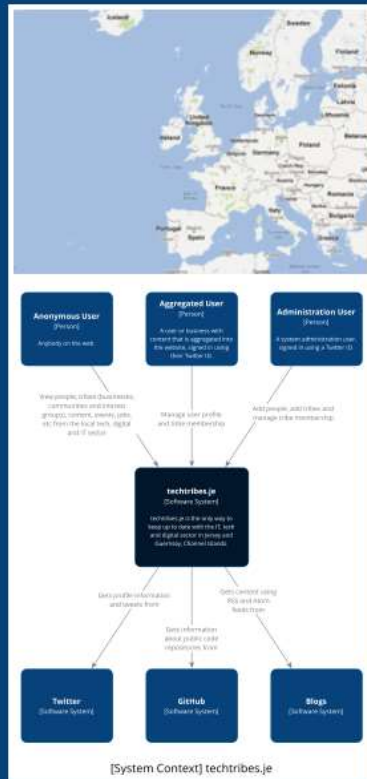 Iceland
Norway
Sweden
Finland
Estonia
Latvia
Lithuania
United
Kingdom
Ireland
Belarus
Poland
Germany
France
Romania
Italy
Bulgaria
Portugal
Spain
Greece
Anonymous User
[Person]
Anybody on the web.
Aggregated User
[Person]
A user or business with
content that is aggregated into
the website, signed in using
their Twitter ID.
Administration User
[Person]
A system administration user,
signed in using a Twitter ID.
View people, tribes (businesses,
communities and interest
groups), content, events, jobs,
etc from the local tech, digital
and IT sector
Manage user profile
and tribe membership
Add people, add tribes and
manage tribe membership
techtribes.je
[Software System]
techtribes.je is the only way to
keep up to date with the IT, tech
and digital sector in Jersey and
Guernsey, Channel Islands
Gets profile information
and tweets from
Gets information
about public code
repositories from
Gets content using
RSS and Atom
feeds from
Twitter
[Software System]
GitHub
[Software System]
Blogs
[Software System]
[System Context] techtribes.je